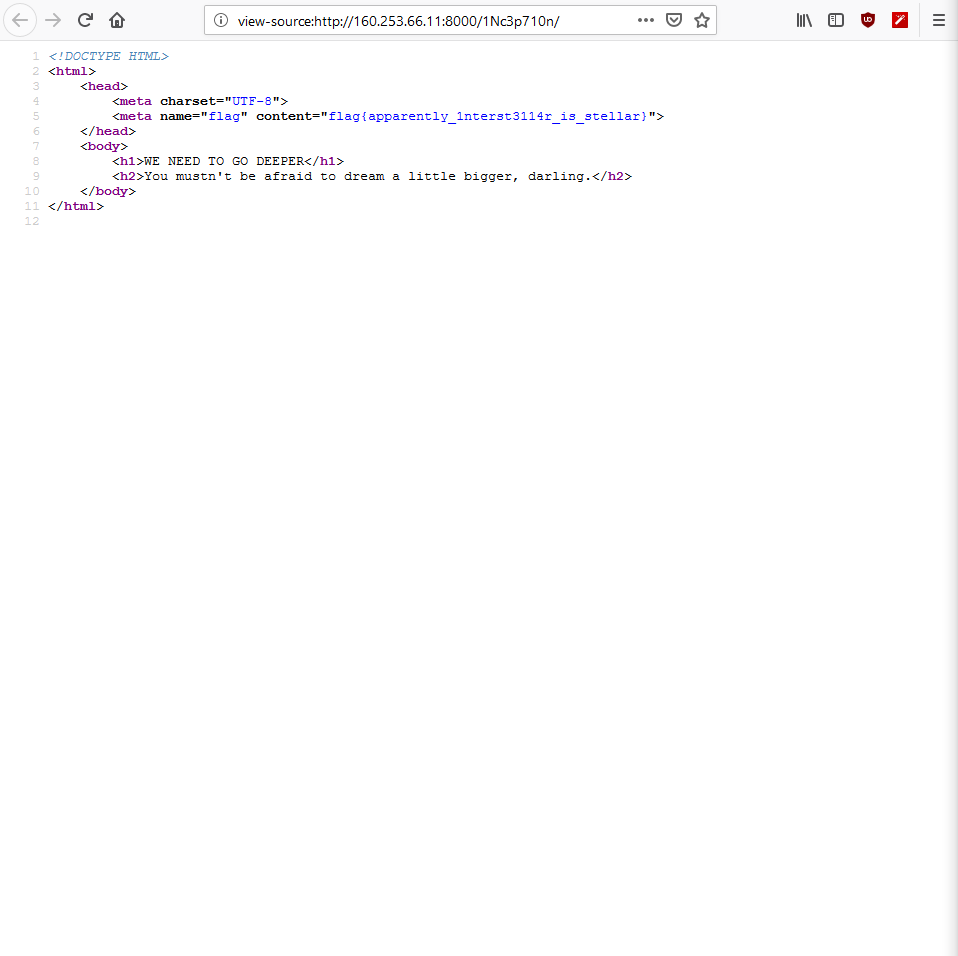 view-source:http://160.253.66.11:8000/1Nc3p710n/
1 <!DOCTYPE HTML>
2 <html>
3 <head>
4 <meta charset="UTF-8">
5 <meta name="flag" content="flag{apparently_1nterst3114r_is_stellar}">
6 </head>
7 <body>
8 <h1>WE NEED TO GO DEEPER</h1>
9 <h2>You mustn't be afraid to dream a little bigger, darling.</h2>
10 </body>
11 </html>
12